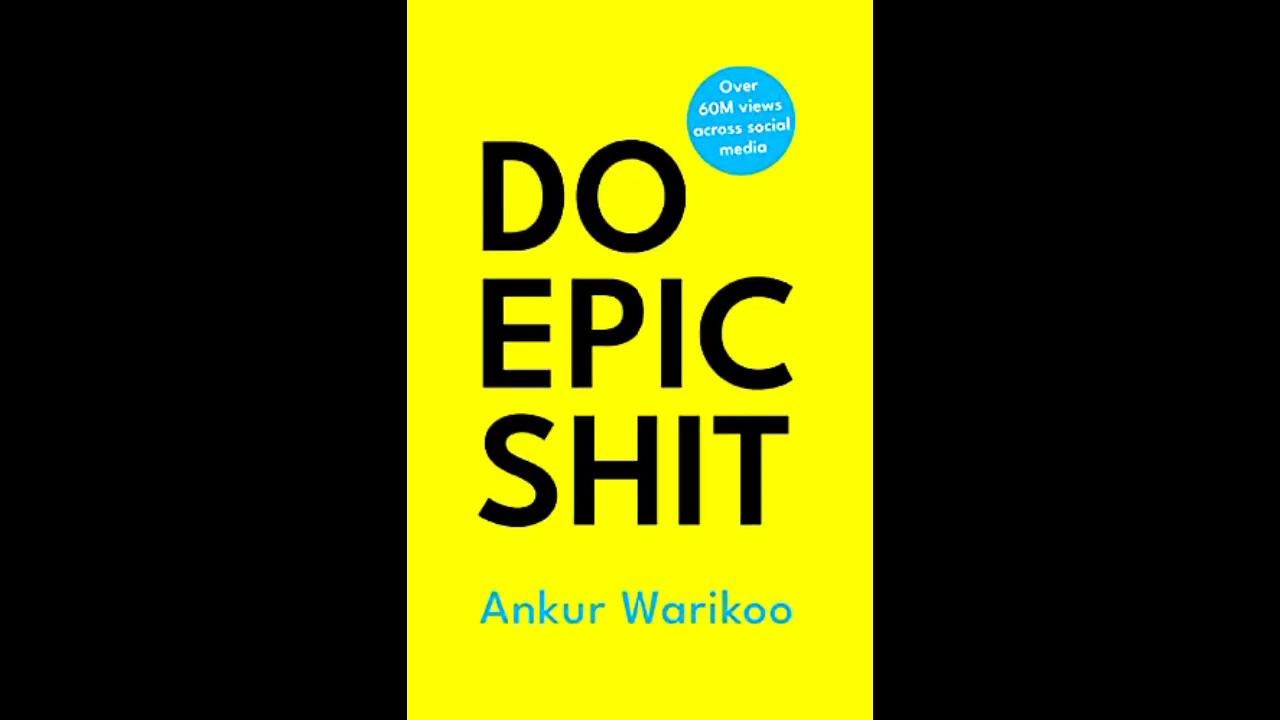 Over
60M views
across social
media
DO
EPIC
SHIT
Ankur Warikoo